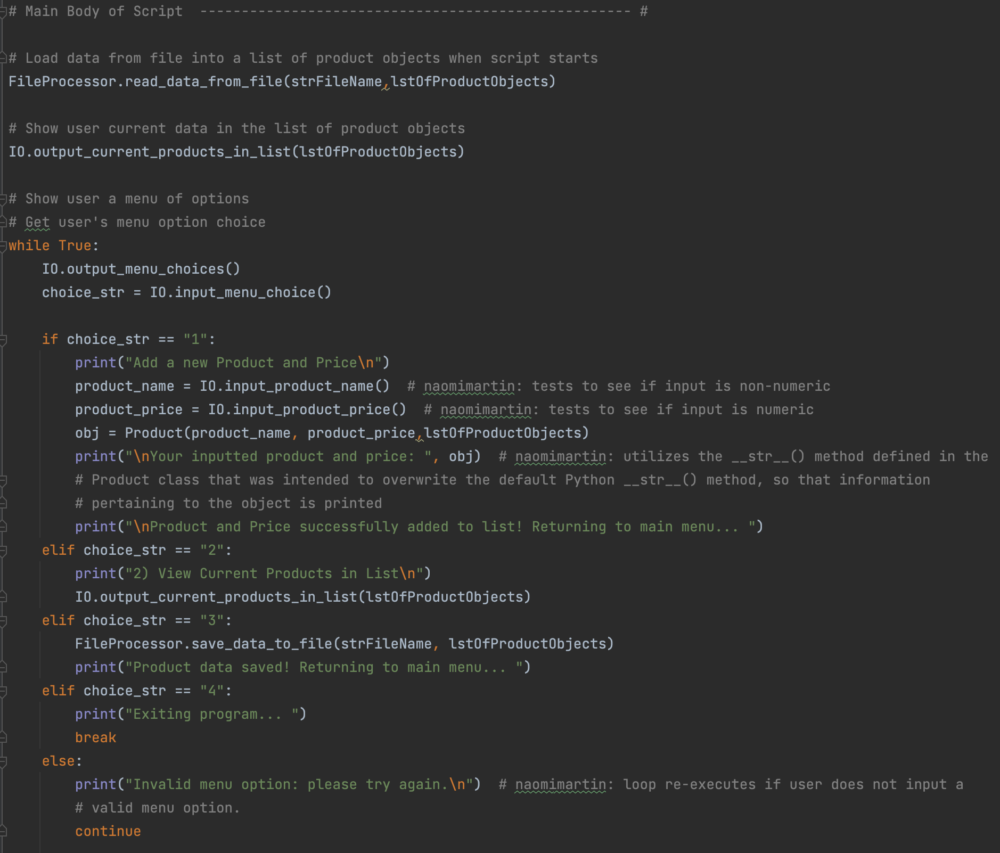 # Main Body of Script  ---------------------------------------------------- #
# Load data from file into a list of product objects when script starts
FileProcessor.read_data_from_file(strFileName,lstOfProductObjects)
# Show user current data in the list of product objects
IO.output_current_products_in_list(lstOfProductObjects)
# Show user a menu of options
# Get user's menu option choice
while True:
    IO.output_menu_choices()
    choice_str = IO.input_menu_choice()
    if choice_str == "1":
        print("Add a new Product and Price\n")
        product_name = IO.input_product_name()  # naomimartin: tests to see if input is non-numeric
        product_price = IO.input_product_price()  # naomimartin: tests to see if input is numeric
        obj = Product(product_name, product_price,lstOfProductObjects)
        print("\nYour inputted product and price: ", obj)  # naomimartin: utilizes the __str__() method defined in the
        # Product class that was intended to overwrite the default Python __str__() method, so that information
        # pertaining to the object is printed
        print("\nProduct and Price successfully added to list! Returning to main menu... ")
    elif choice_str == "2":
        print("2) View Current Products in List\n")
        IO.output_current_products_in_list(lstOfProductObjects)
    elif choice_str == "3":
        FileProcessor.save_data_to_file(strFileName, lstOfProductObjects)
        print("Product data saved! Returning to main menu... ")
    elif choice_str == "4":
        print("Exiting program... ")
        break
    else:
        print("Invalid menu option: please try again.\n")  # naomimartin: loop re-executes if user does not input a
        # valid menu option.
        continue